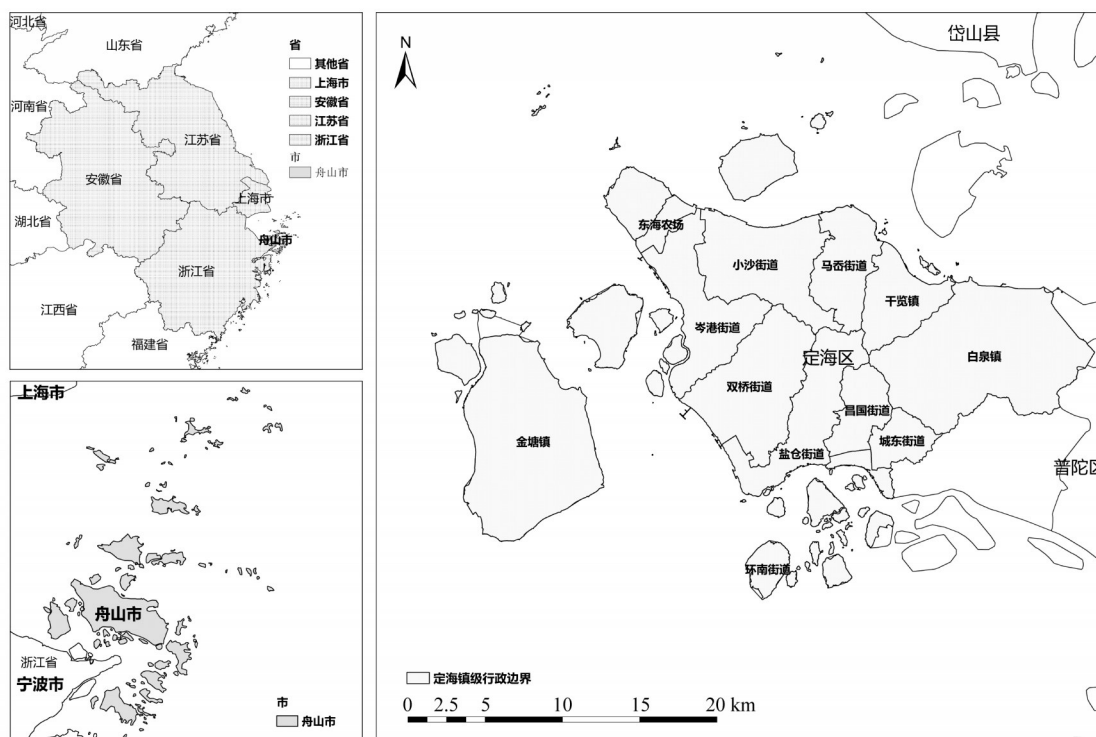 河北省
山东省
河南省
江苏省
安徽省
上海市
湖北省
舟山市
浙江省
江西省
福建省
省
其他省
上海市
安徽省
江苏省
浙江省
市
舟山市
上海市
舟山市
浙江省
宁波市
市
舟山市
N
岱山县
东海农场
小沙街道
马岙街道
干览镇
岑港街道
定海区
白泉镇
双桥街道
昌国街道
金塘镇
城东街道
盐仓街道
普陀区
环南街道
定海镇级行政边界
0 2.5 5 10 15 20 km